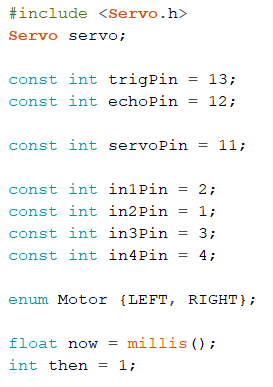 #include <Servo.h>
Servo servo;
const int trigPin = 13;
const int echoPin = 12;
const int servoPin = 11;
const int in1Pin = 2;
const int in2Pin = 1;
const int in3Pin = 3;
const int in4Pin = 4;
enum Motor {LEFT, RIGHT};
float now = millis();
int then = 1;